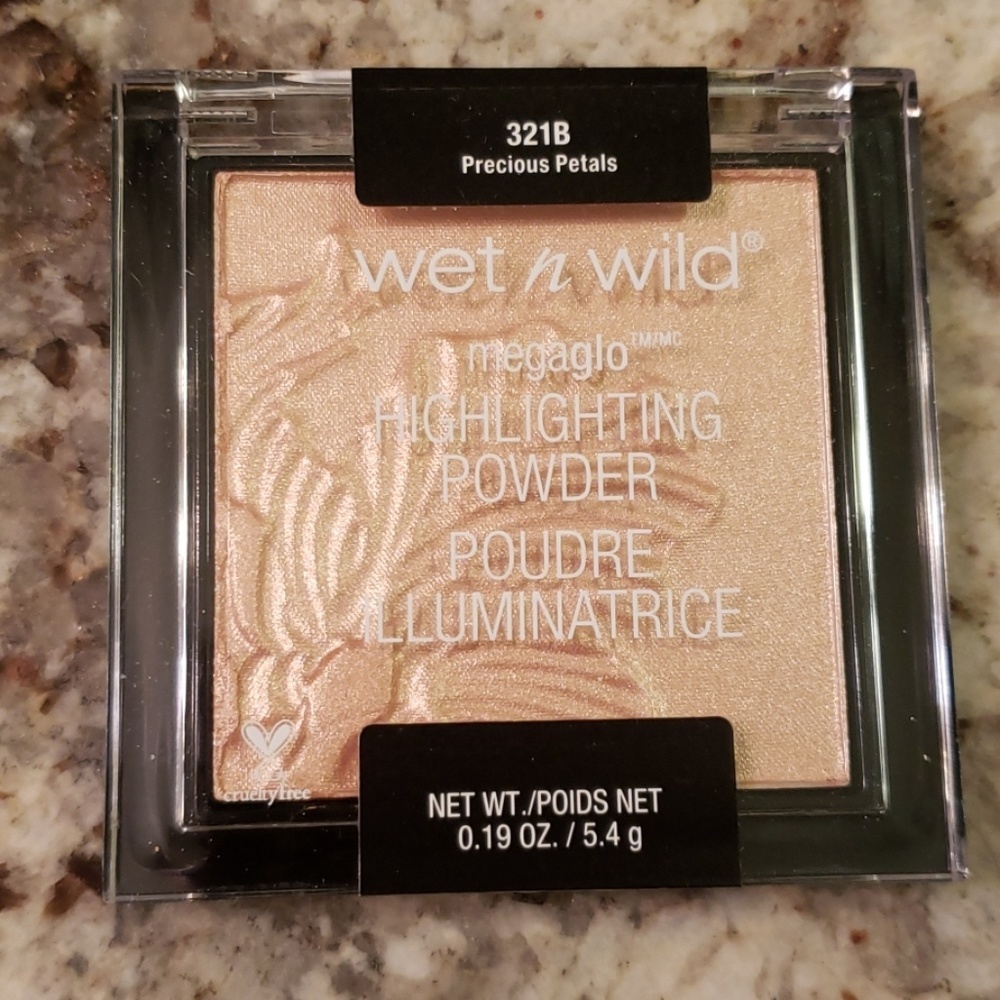 321B
Precious Petals
wet n wild®
megaglo™/MC
HIGHLIGHTING
POWDER
POUDRE
ILLUMINATRICE
crueltyfree
NET WT./POIDS NET
0.19 OZ. / 5.4 g